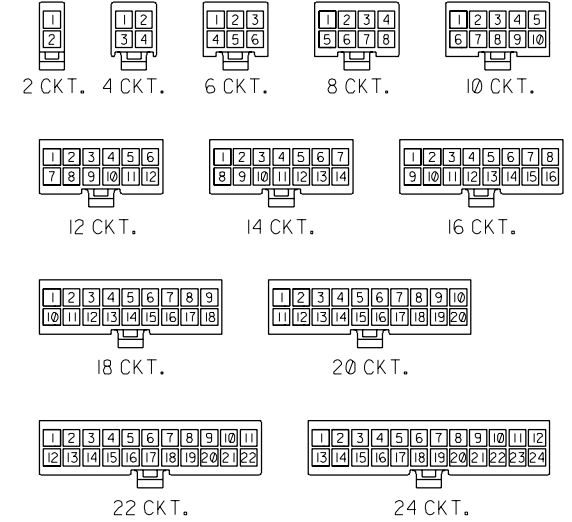 1 1 2 1 2 3 1 2 3 4 1 2 3 4 5
2 3 4 4 5 6 5 6 7 8 6 7 8 9 10
2 CKT. 4 CKT. 6 CKT. 8 CKT. 10 CKT.
1 2 3 4 5 6 1 2 3 4 5 6 7 1 2 3 4 5 6 7 8
7 8 9 10 11 12 8 9 10 11 12 13 14 9 10 11 12 13 14 15 16
12 CKT. 14 CKT. 16 CKT.
1 2 3 4 5 6 7 8 9 1 2 3 4 5 6 7 8 9 10
10 11 12 13 14 15 16 17 18 11 12 13 14 15 16 17 18 19 20
18 CKT. 20 CKT.
1 2 3 4 5 6 7 8 9 10 11 1 2 3 4 5 6 7 8 9 10 11 12
12 13 14 15 16 17 18 19 20 21 22 13 14 15 16 17 18 19 20 21 22 23 24
22 CKT. 24 CKT.